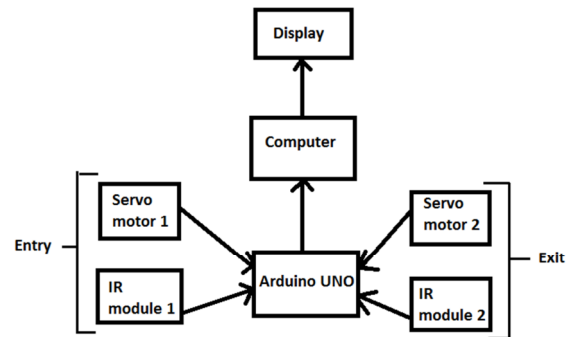 Display
Computer
Entry
Servo
motor 1
IR
module 1
Arduino UNO
Servo
motor 2
IR
module 2
Exit